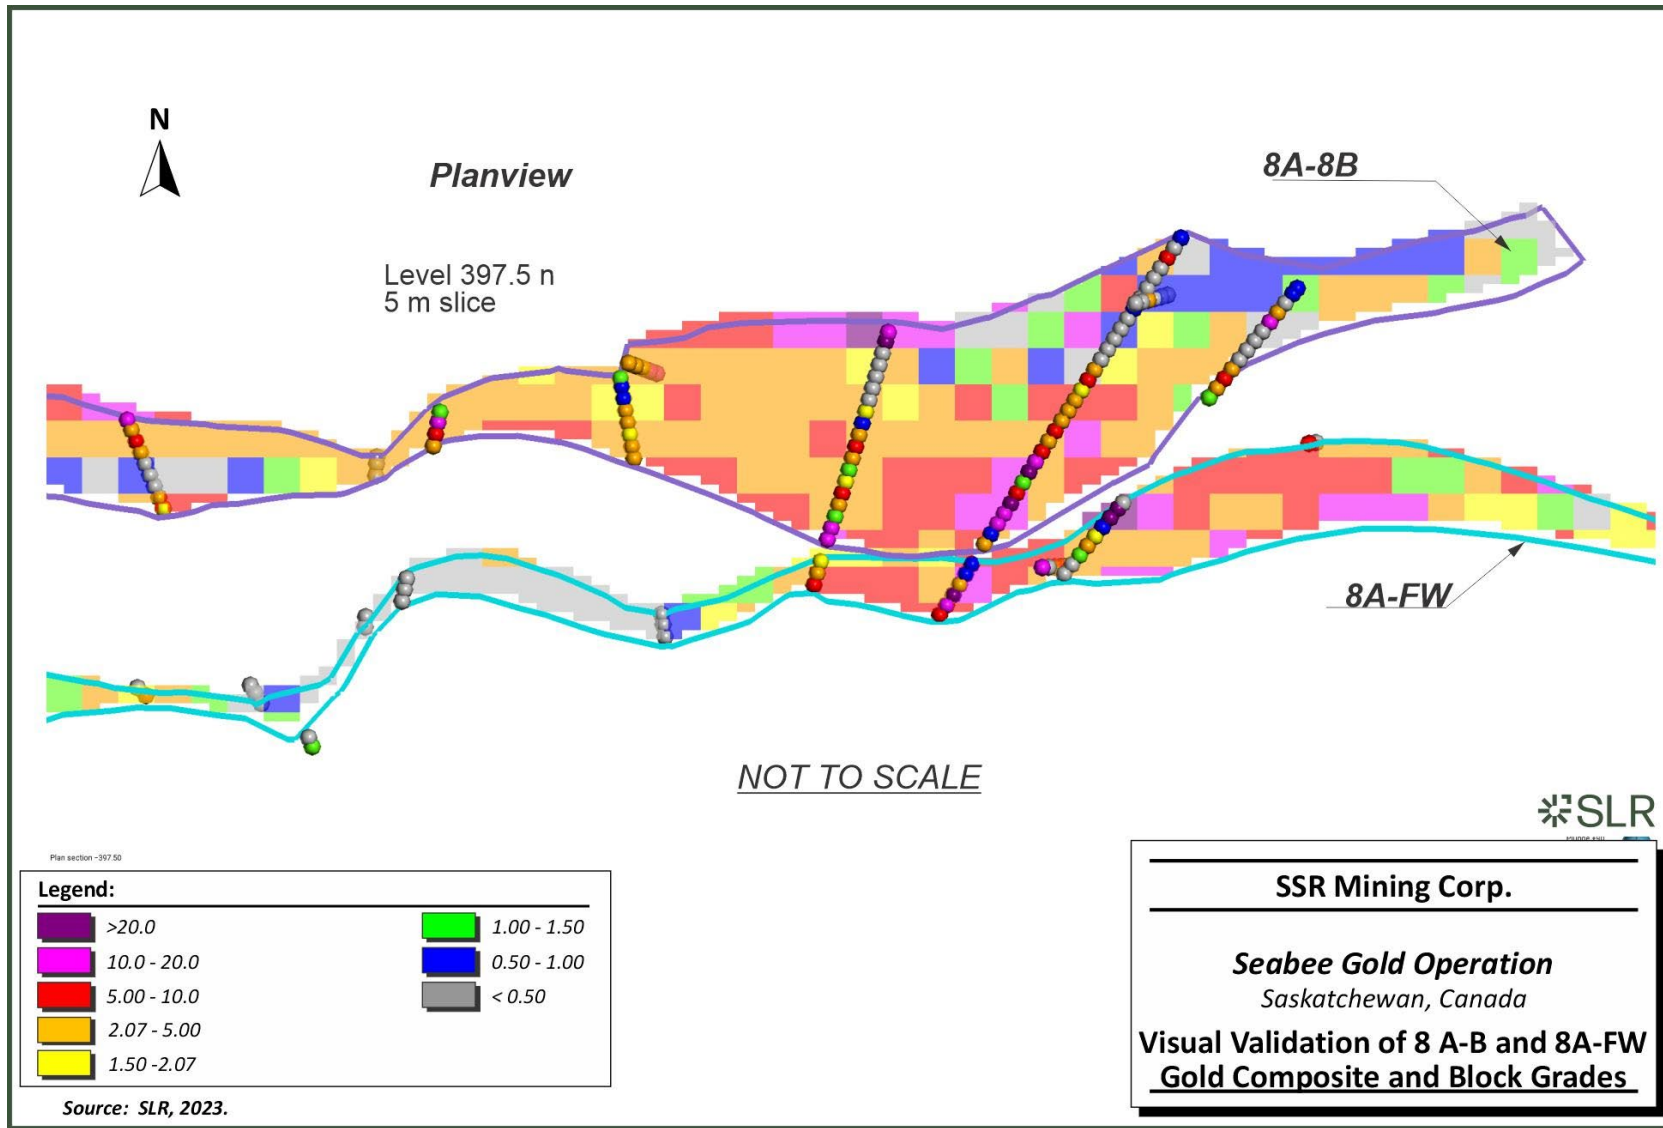 N
Planview
8A-8B
Level 397.5 n
5 m slice
8A-FW
NOT TO SCALE
SLR
Plan section -397.50
Legend:
>20.0
10.0 - 20.0
5.00 - 10.0
2.07 - 5.00
1.50 -2.07
1.00 - 1.50
0.50 - 1.00
< 0.50
Source: SLR, 2023.
SSR Mining Corp.
Seabee Gold Operation
Saskatchewan, Canada
Visual Validation of 8 A-B and 8A-FW
Gold Composite and Block Grades